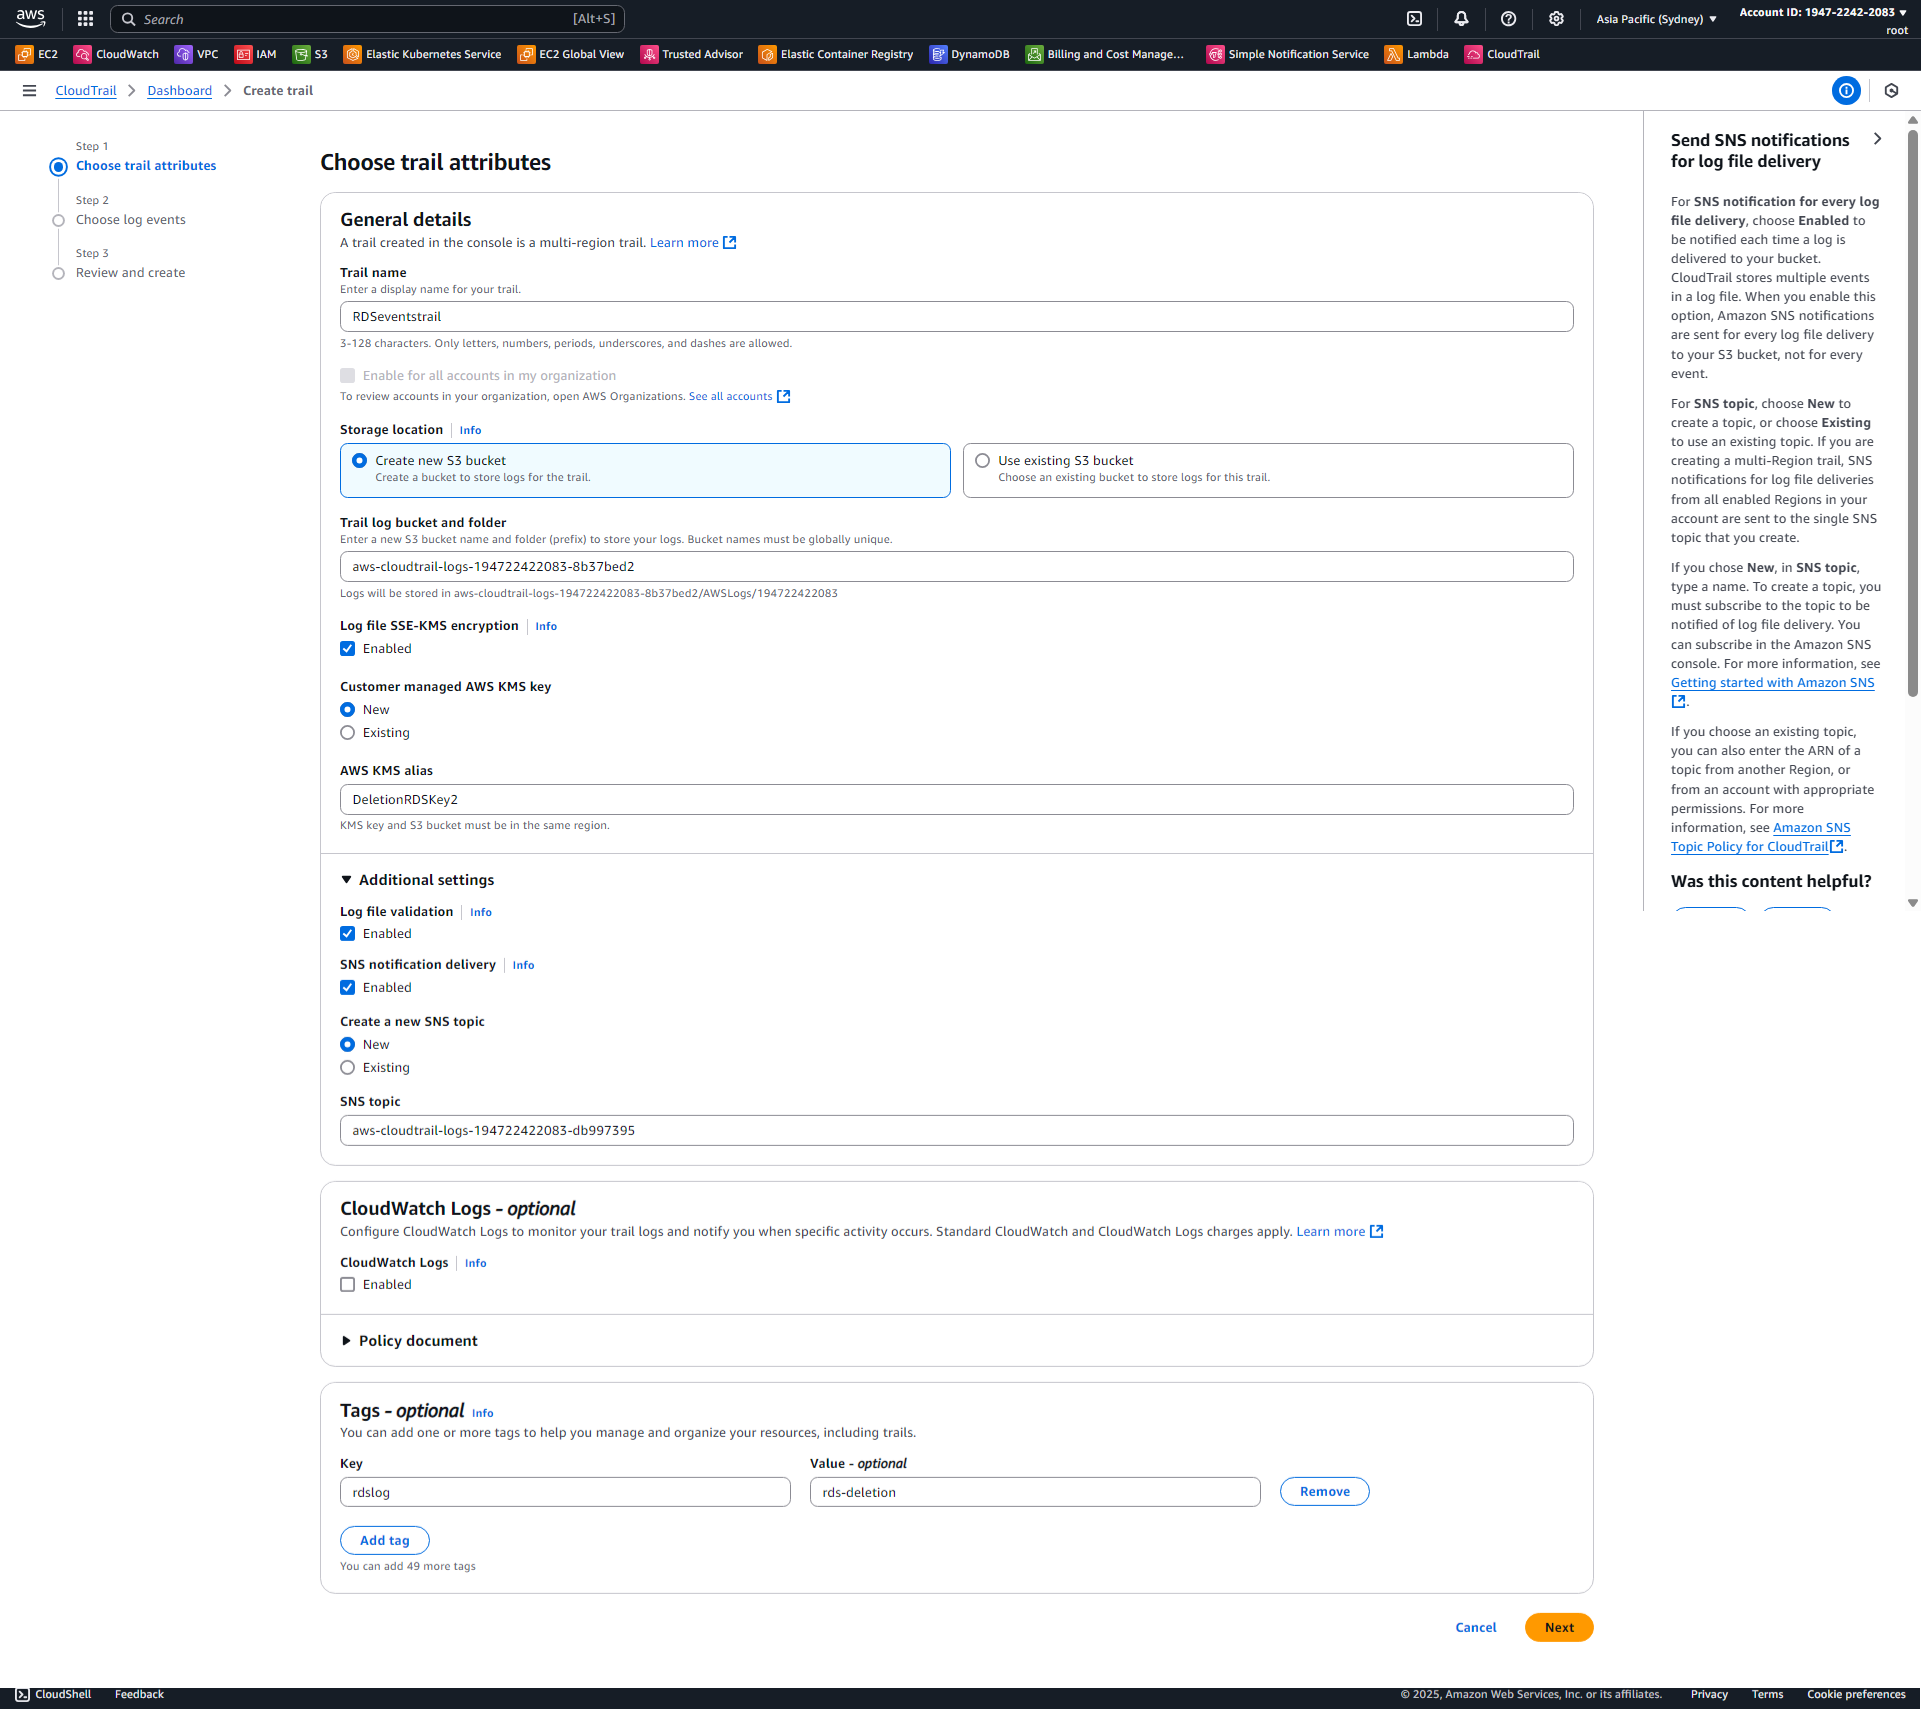 aws
Search [Alt+S]
Asia Pacific (Sydney)
Account ID: 1947-2242-2083
root
EC2 CloudWatch VPC IAM S3 Elastic Kubernetes Service EC2 Global View Trusted Advisor Elastic Container Registry DynamoDB Billing and Cost Manage... Simple Notification Service Lambda CloudTrail
CloudTrail Dashboard Create trail
Step 1
Choose trail attributes
Step 2
Choose log events
Step 3
Review and create
Choose trail attributes
General details
A trail created in the console is a multi-region trail. Learn more
Trail name
Enter a display name for your trail.
RDSeventstrail
3-128 characters. Only letters, numbers, periods, underscores, and dashes are allowed.
Enable for all accounts in my organization
To review accounts in your organization, open AWS Organizations. See all accounts
Storage location Info
Create new S3 bucket
Create a bucket to store logs for the trail.
Use existing S3 bucket
Choose an existing bucket to store logs for this trail.
Trail log bucket and folder
Enter a new S3 bucket name and folder (prefix) to store your logs. Bucket names must be globally unique.
aws-cloudtrail-logs-194722422083-8b37bed2
Logs will be stored in aws-cloudtrail-logs-194722422083-8b37bed2/AWSLogs/194722422083
Log file SSE-KMS encryption Info
Enabled
Customer managed AWS KMS key
New
Existing
AWS KMS alias
DeletionRDSKey2
KMS key and S3 bucket must be in the same region.
Additional settings
Log file validation Info
Enabled
SNS notification delivery Info
Enabled
Create a new SNS topic
New
Existing
SNS topic
aws-cloudtrail-logs-194722422083-db997395
CloudWatch Logs - optional
Configure CloudWatch Logs to monitor your trail logs and notify you when specific activity occurs. Standard CloudWatch and CloudWatch Logs charges apply. Learn more
CloudWatch Logs Info
Enabled
Policy document
Tags - optional Info
You can add one or more tags to help you manage and organize your resources, including trails.
Key Value - optional
rdslog rds-deletion Remove
Add tag
You can add 49 more tags
Cancel Next
Send SNS notifications
for log file delivery
For SNS notification for every log
file delivery, choose Enabled to
be notified each time a log is
delivered to your bucket.
CloudTrail stores multiple events
in a log file. When you enable this
option, Amazon SNS notifications
are sent for every log file delivery
to your S3 bucket, not for every
event.
For SNS topic, choose New to
create a topic, or choose Existing
to use an existing topic. If you are
creating a multi-Region trail, SNS
notifications for log file deliveries
from all enabled Regions in your
account are sent to the single SNS
topic that you create.
If you chose New, in SNS topic,
type a name. To create a topic, you
must subscribe to the topic to be
notified of log file delivery. You
can subscribe in the Amazon SNS
console. For more information, see
Getting started with Amazon SNS
.
If you choose an existing topic,
you can also enter the ARN of a
topic from another Region, or
from an account with appropriate
permissions. For more
information, see Amazon SNS
Topic Policy for CloudTrail.
Was this content helpful?
CloudShell Feedback
© 2025, Amazon Web Services, Inc. or its affiliates. Privacy Terms Cookie preferences